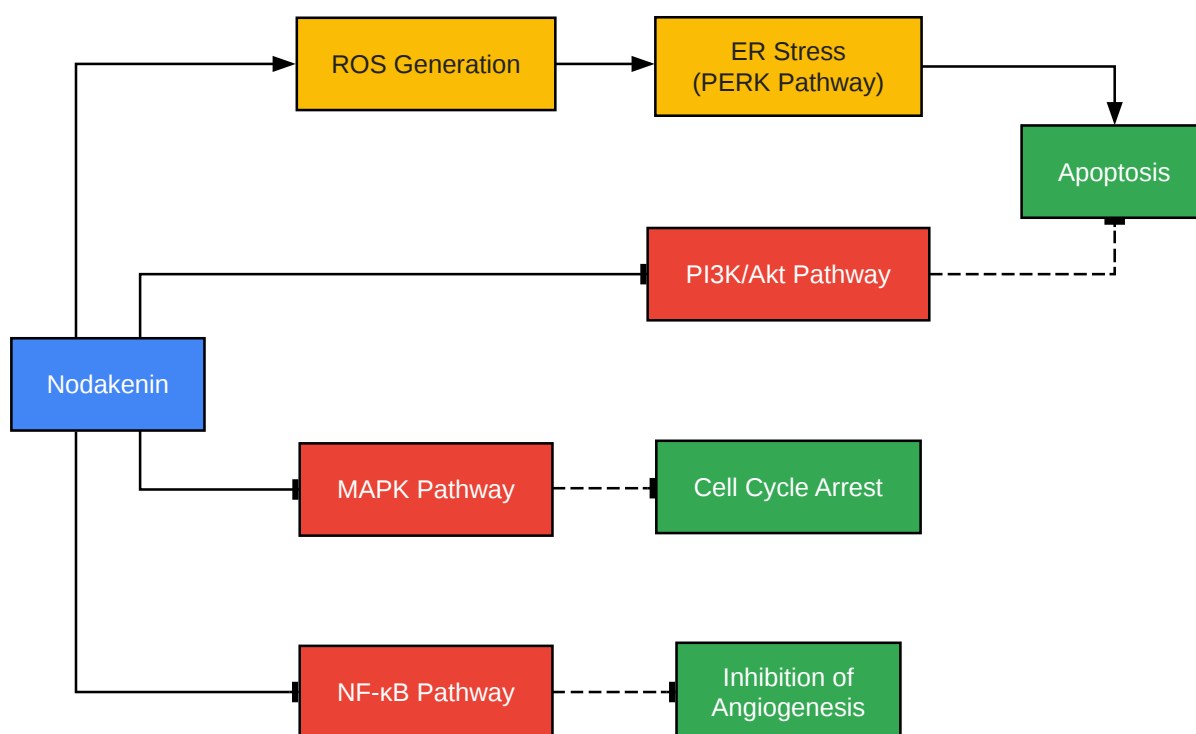 ROS Generation
ER Stress
(PERK Pathway)
Apoptosis
PI3K/Akt Pathway
Nodakenin
MAPK Pathway
Cell Cycle Arrest
NF-κB Pathway
Inhibition of
Angiogenesis